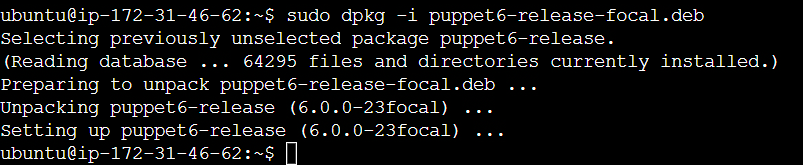 ubuntu@ip-172-31-46-62:~$ sudo dpkg -i puppet6-release-focal.deb
Selecting previously unselected package puppet6-release.
(Reading database ... 64295 files and directories currently installed.)
Preparing to unpack puppet6-release-focal.deb ...
Unpacking puppet6-release (6.0.0-23focal) ...
Setting up puppet6-release (6.0.0-23focal) ...
ubuntu@ip-172-31-46-62:~$